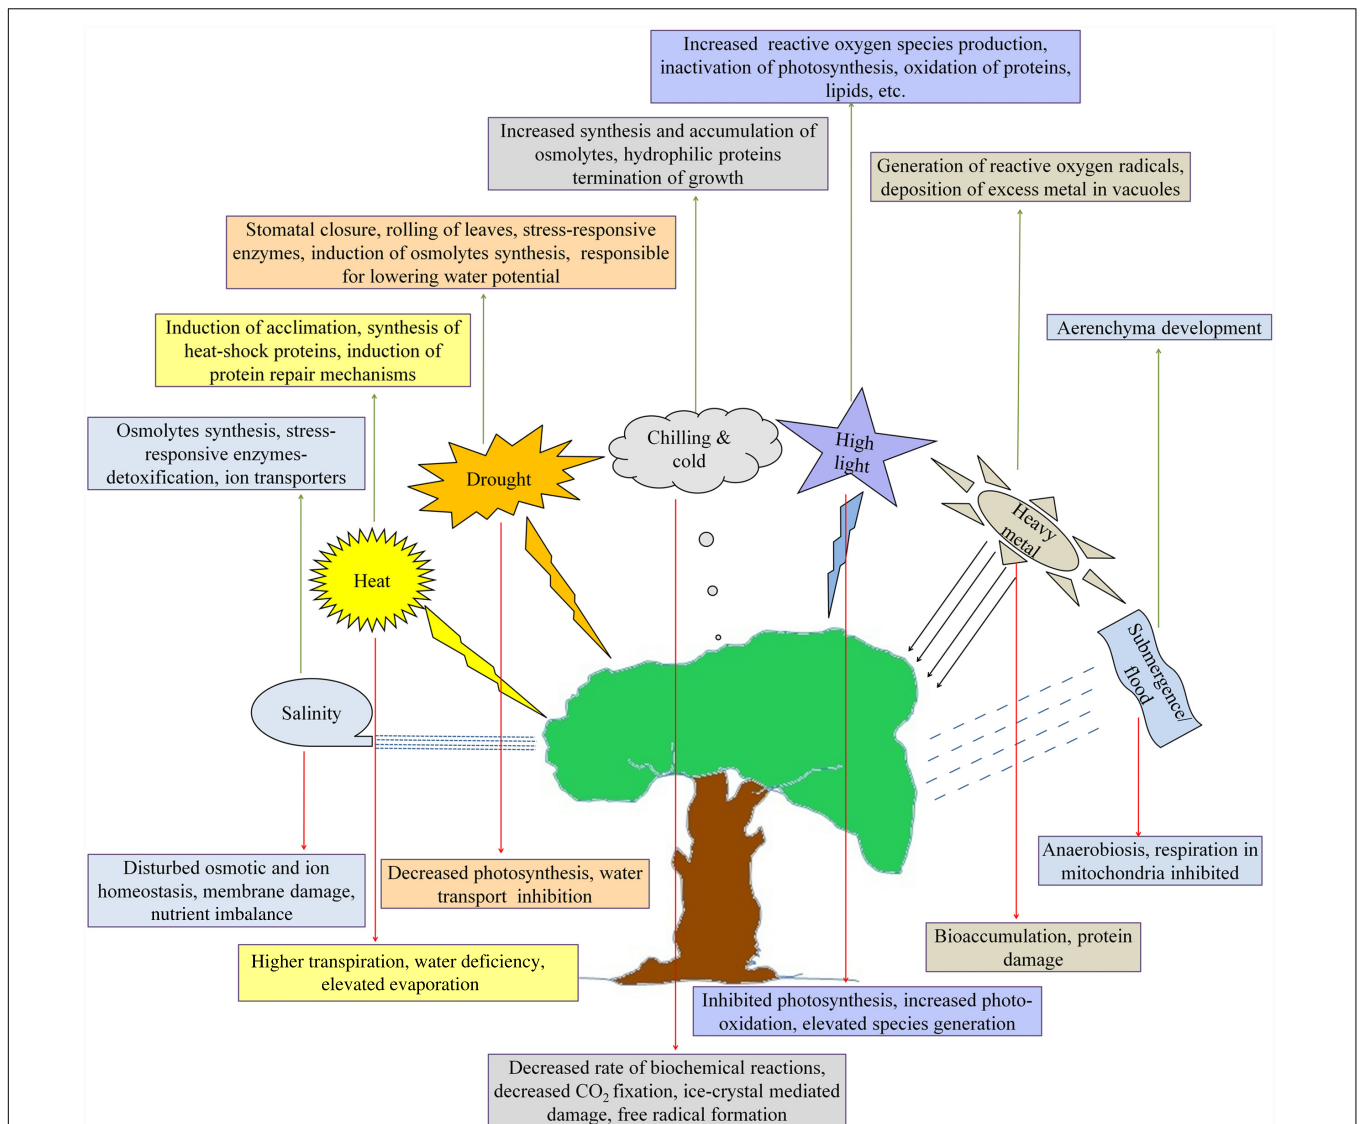 Increased reactive oxygen species production,
inactivation of photosynthesis, oxidation of proteins,
lipids, etc.
Increased synthesis and accumulation of
osmolytes, hydrophilic proteins
termination of growth
Generation of reactive oxygen radicals,
deposition of excess metal in vacuoles
Stomatal closure, rolling of leaves, stress-responsive
enzymes, induction of osmolytes synthesis, responsible
for lowering water potential
Induction of acclimation, synthesis of
heat-shock proteins, induction of
protein repair mechanisms
Aerenchyma development
Osmolytes synthesis, stress-
responsive enzymes-
detoxification, ion transporters
Drought
Chilling &
cold
High
light
Heavy
metal
Heat
Submergence/
flood
Salinity
Disturbed osmotic and ion
homeostasis, membrane damage,
nutrient imbalance
Decreased photosynthesis, water
transport inhibition
Anaerobiosis, respiration in
mitochondria inhibited
Bioaccumulation, protein
damage
Higher transpiration, water deficiency,
elevated evaporation
Inhibited photosynthesis, increased photo-
oxidation, elevated species generation
Decreased rate of biochemical reactions,
decreased CO₂ fixation, ice-crystal mediated
damage, free radical formation